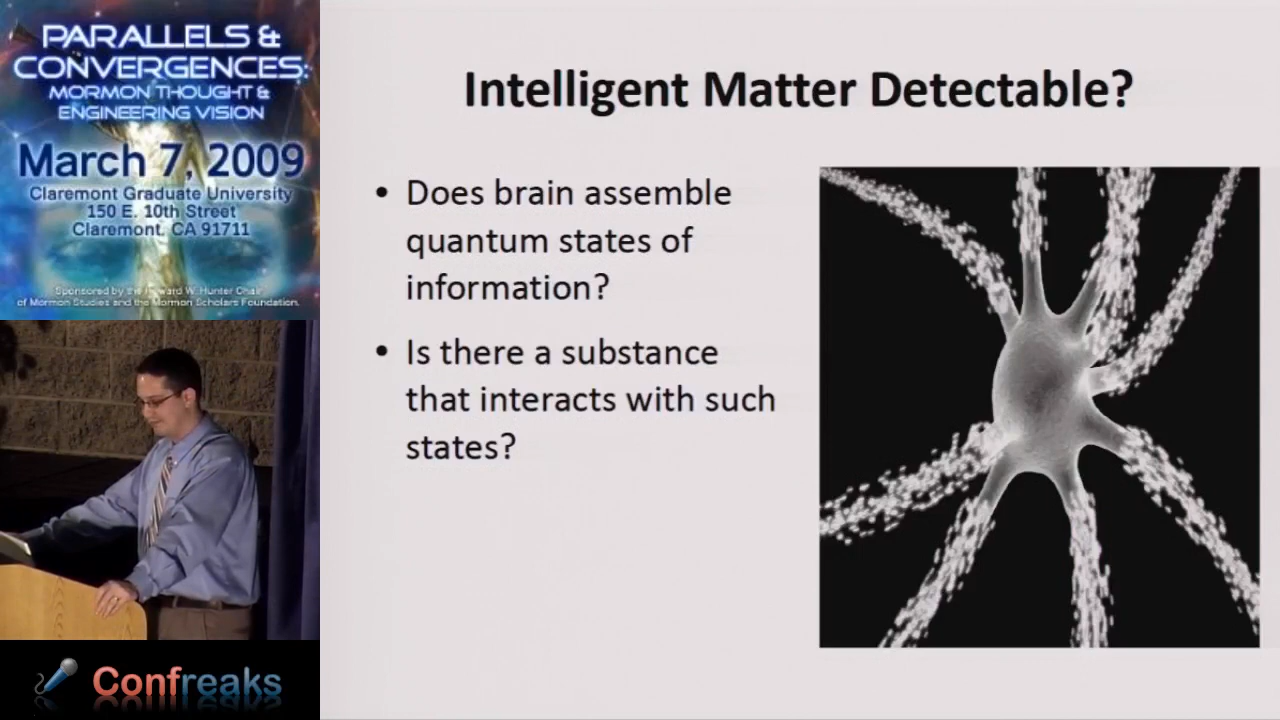 PARALLELS &
CONVERGENCES:
MORMON THOUGHT &
ENGINEERING VISION
March 7, 2009
Claremont Graduate University
150 E. 10th Street
Claremont, CA 91711
Sponsored by the Howard W. Hunter Chair
of Mormon Studies and the Mormon Scholars Foundation.
Confreaks
Intelligent Matter Detectable?
• Does brain assemble
quantum states of
information?
• Is there a substance
that interacts with such
states?